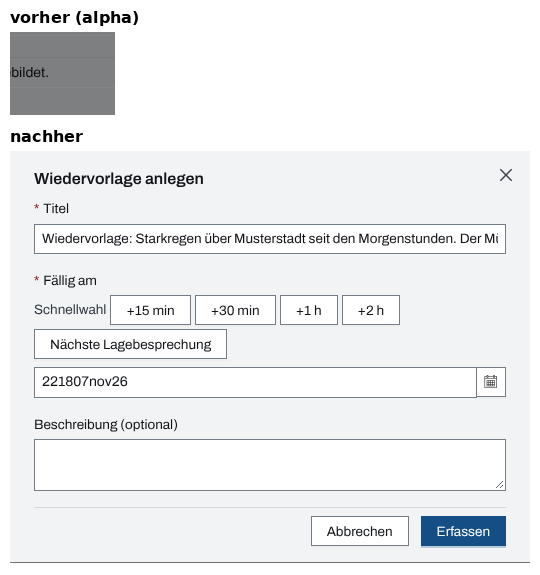 vorher (alpha)
bildet.
nachher
Wiedervorlage anlegen
* Titel
Wiedervorlage: Starkregen über Musterstadt seit den Morgenstunden. Der Mü
* Fällig am
Schnellwahl +15 min +30 min +1 h +2 h
Nächste Lagebesprechung
221807nov26
Beschreibung (optional)
Abbrechen Erfassen